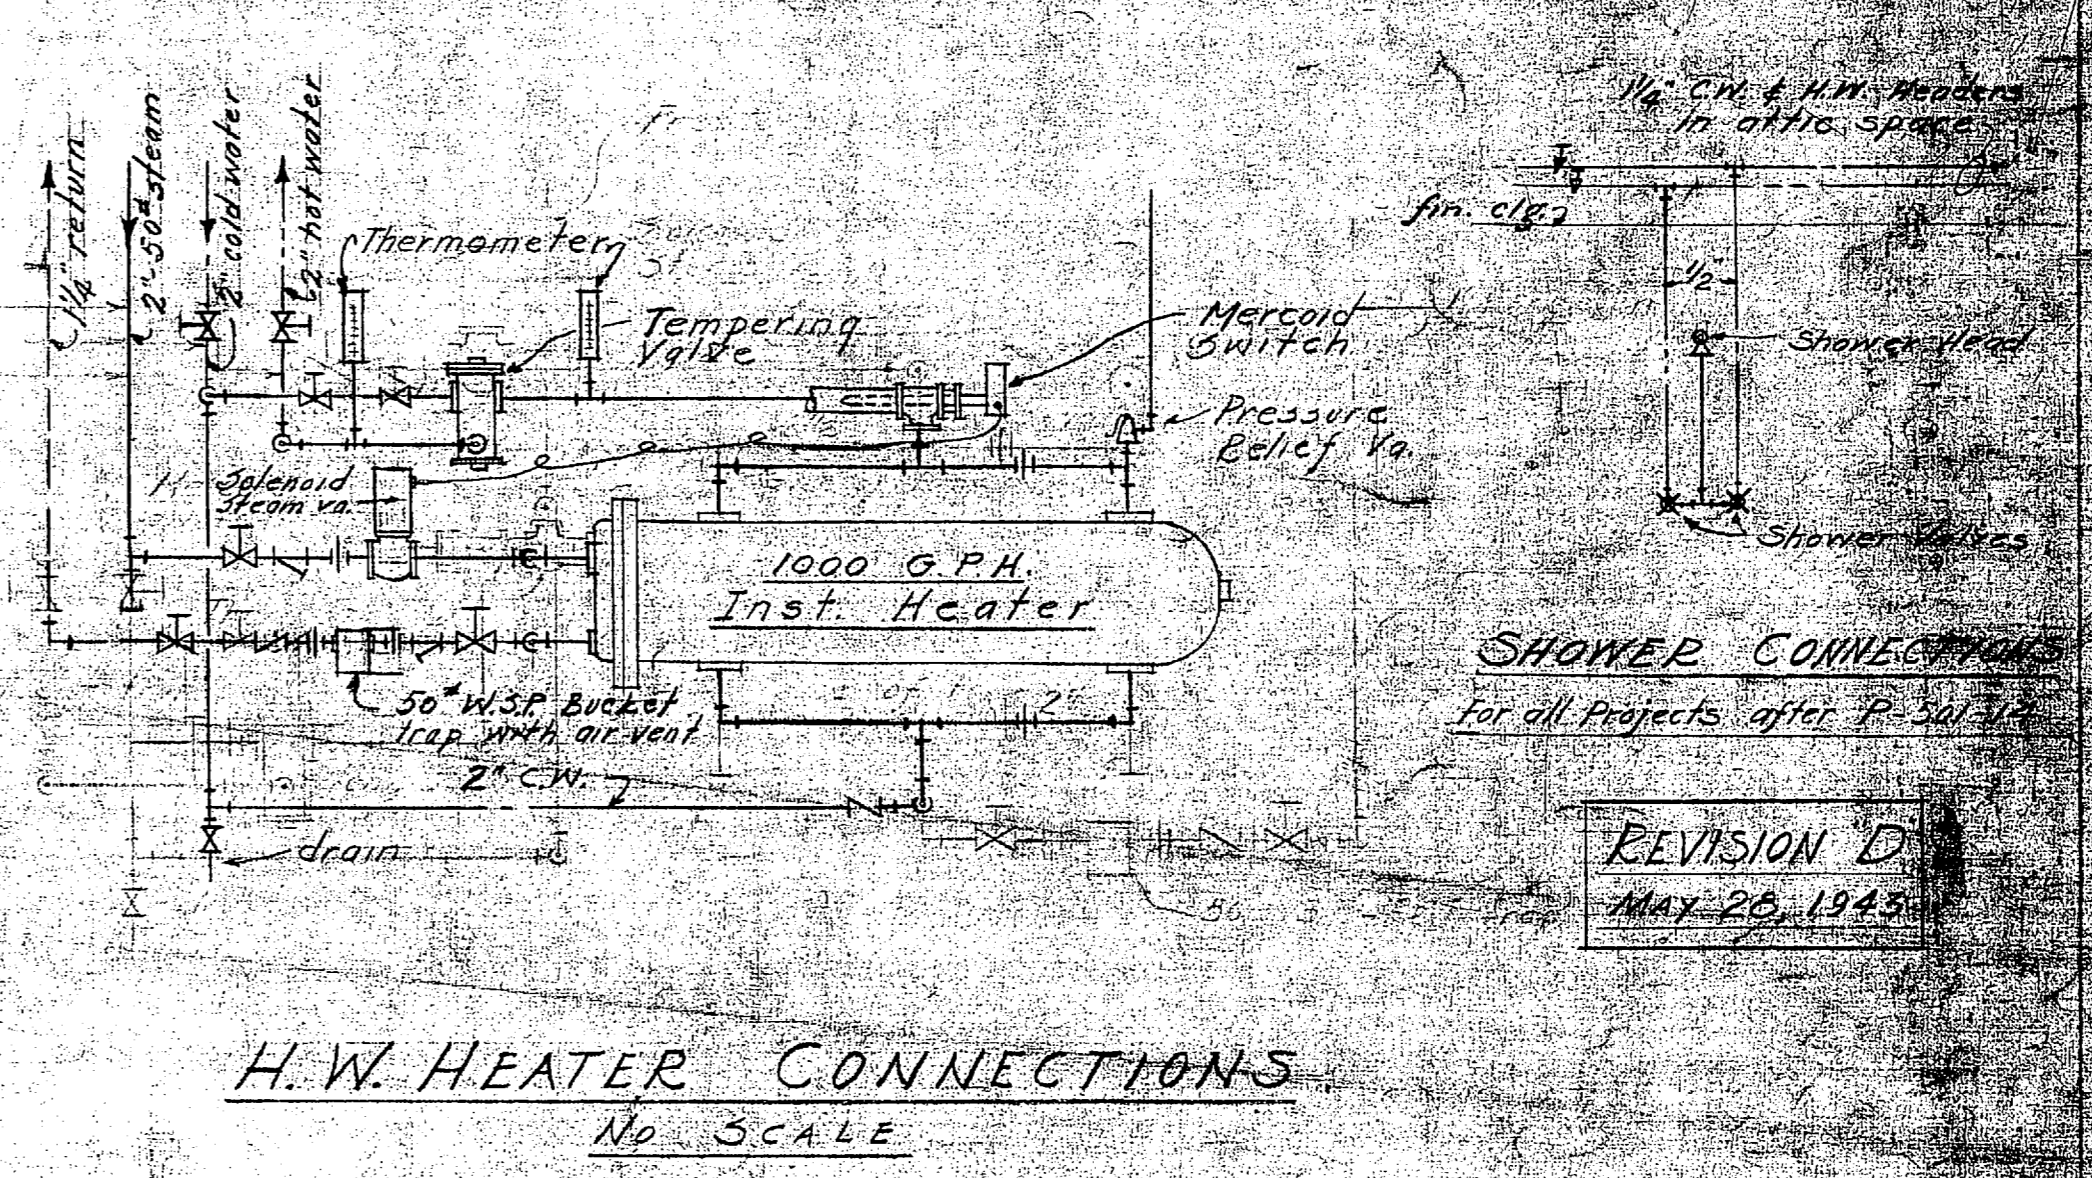 1¼" return
2"-50# steam
2" cold water
2" hot water
Thermometer
Tempering
Valve
Mercoid
Switch
Pressure
Relief Va.
Solenoid
Steam va.
1000 G.P.H.
Inst. Heater
50# W.S.P. Bucket
trap with air vent
2" C.W.
drain
2"
H.W. HEATER CONNECTIONS
NO SCALE
1¼" C.W. & H.W. Headers
in attic space
fin. clg.
½"
Shower Head
Shower Valves
SHOWER CONNECTIONS
For all Projects after P-501-14
REVISION "D"
MAY 28, 1943